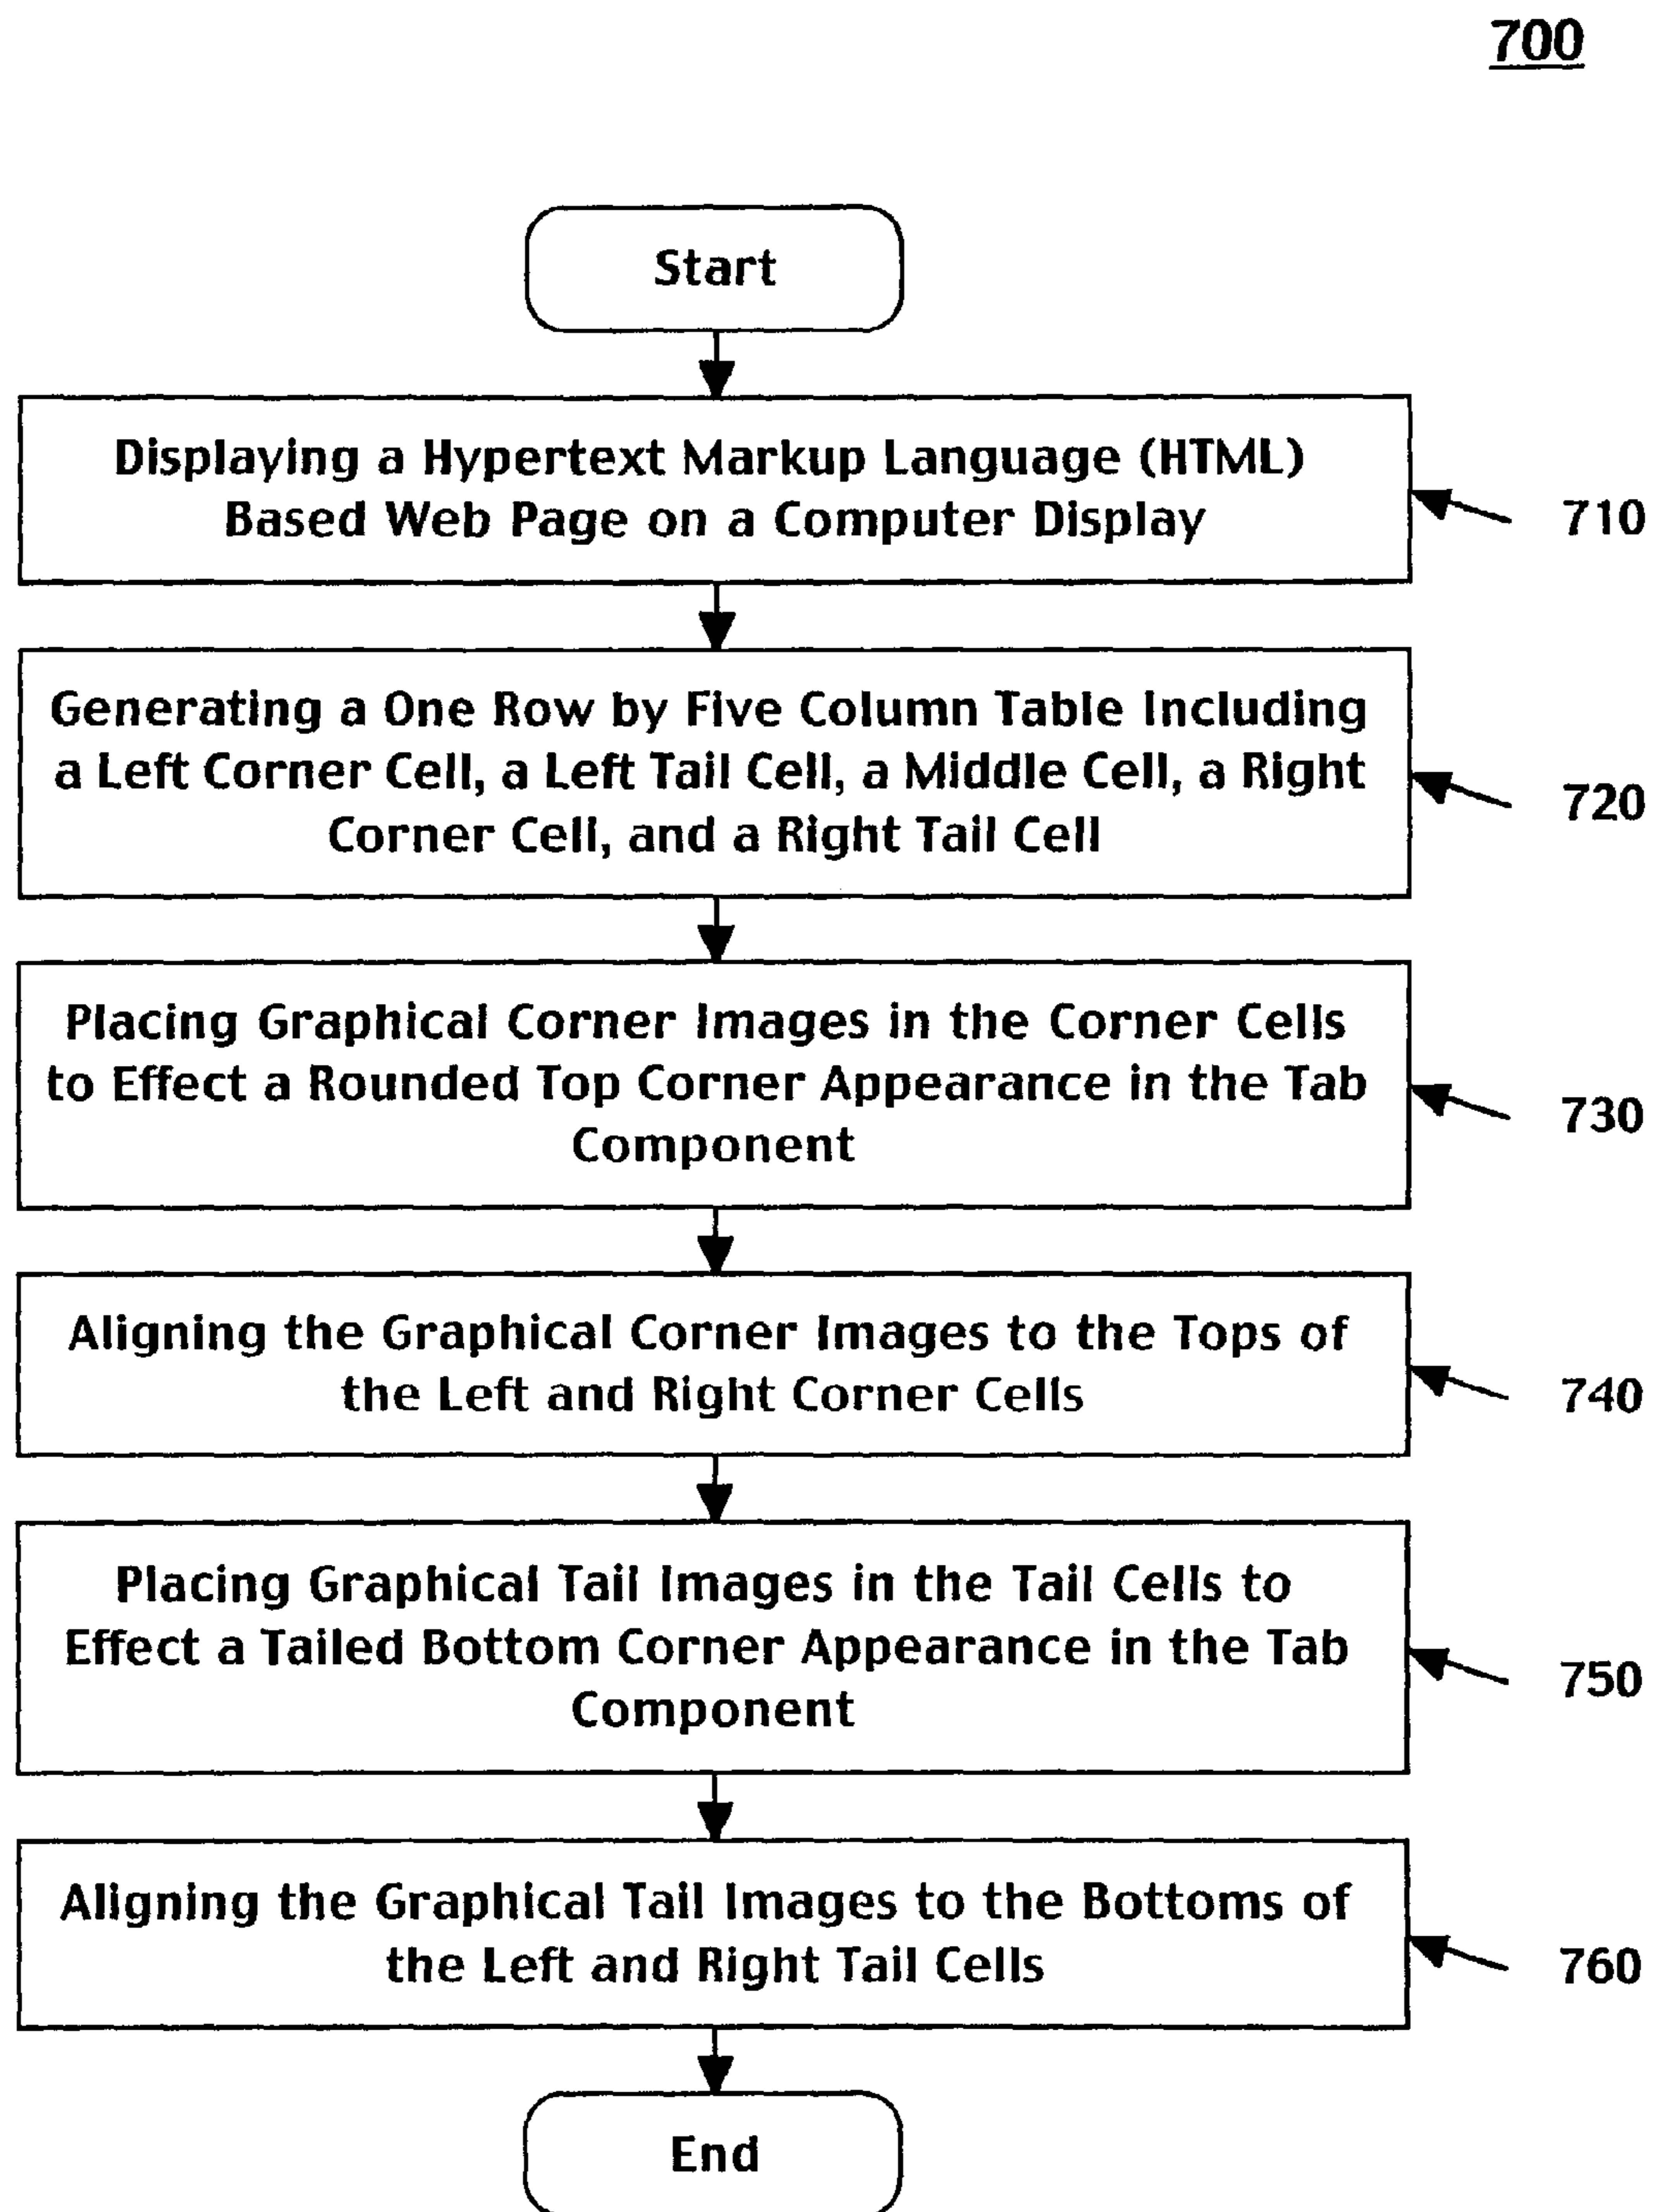 700
Start
Displaying a Hypertext Markup Language (HTML)
Based Web Page on a Computer Display
710
Generating a One Row by Five Column Table Including
a Left Corner Cell, a Left Tail Cell, a Middle Cell, a Right
Corner Cell, and a Right Tail Cell
720
Placing Graphical Corner Images in the Corner Cells
to Effect a Rounded Top Corner Appearance in the Tab
Component
730
Aligning the Graphical Corner Images to the Tops of
the Left and Right Corner Cells
740
Placing Graphical Tail Images in the Tail Cells to
Effect a Tailed Bottom Corner Appearance in the Tab
Component
750
Aligning the Graphical Tail Images to the Bottoms of
the Left and Right Tail Cells
760
End